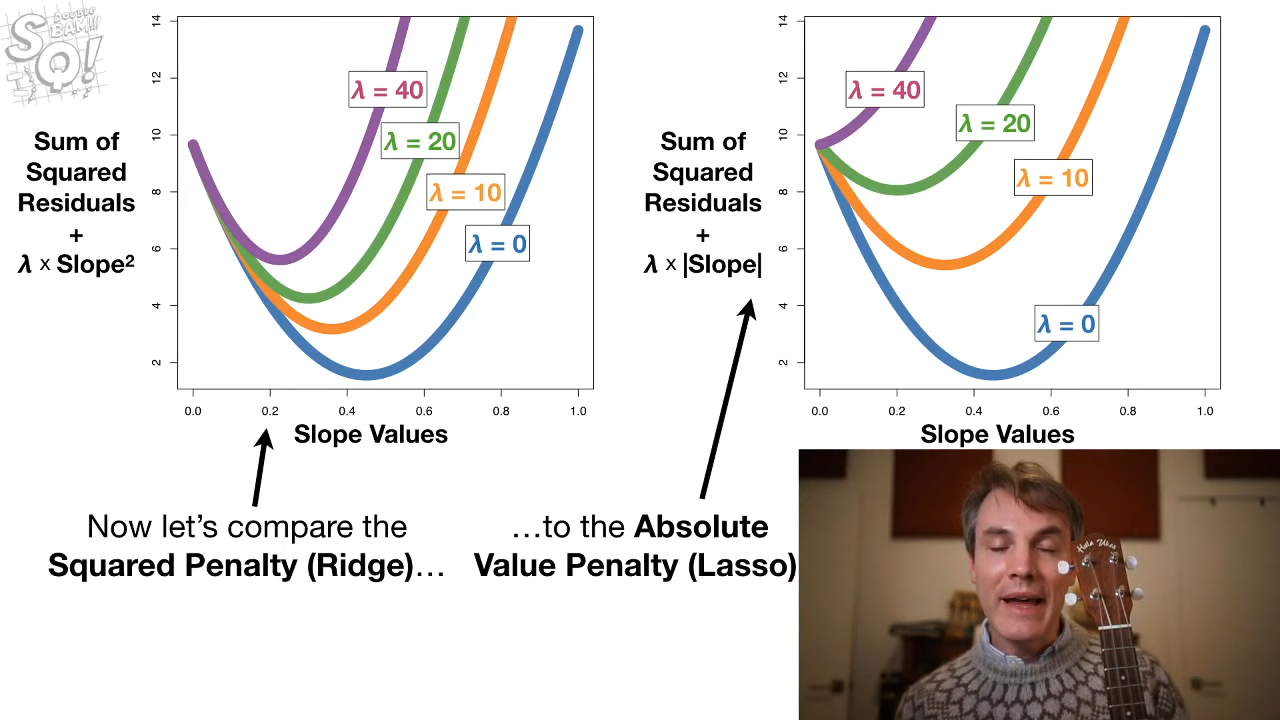 DOUBLE
BAM!!!
SQ!
14
12
10
8
6
4
2
Sum of
Squared
Residuals
+
λ x Slope²
λ = 40
λ = 20
λ = 10
λ = 0
0.0 0.2 0.4 0.6 0.8 1.0
Slope Values
14
12
10
8
6
4
2
Sum of
Squared
Residuals
+
λ x |Slope|
λ = 40
λ = 20
λ = 10
λ = 0
0.0 0.2 0.4 0.6 0.8 1.0
Slope Values
Now let’s compare the
Squared Penalty (Ridge)…
…to the Absolute
Value Penalty (Lasso)